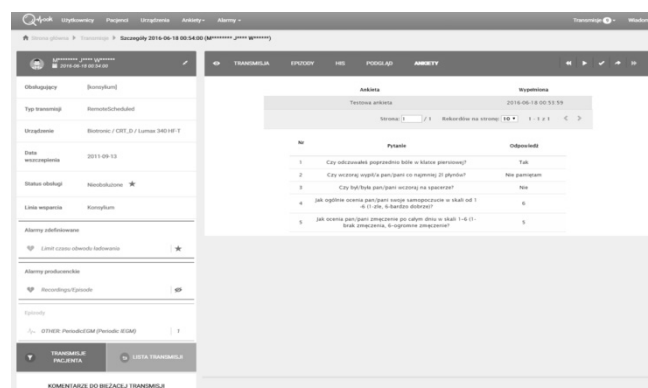 Użytkownicy Pacjenci Urządzenia Ankiety Alarmy Transmisje
Strona główna > Transmisje > Szczegóły 2016-06-18 00:54:00 (M******** J**** W******)
M******** J**** W******
2016-06-18 00:54:00
TRANSMISJA EPIZODY HIS PODGLĄD ANKIETY
Obsługujący [konsylium]
Typ transmisji RemoteScheduled
Urządzenie Biotronic / CRT_D / Lumax 340 HF-T
Data wszczepienia 2011-09-13
Status obsługi Nieobsłużone
Linia wsparcia Konsylium
Alarmy zdefiniowane
Limit czasu obwodu ładowania
Alarmy producenckie
Recordings/Episode
Epizody
OTHER: PeriodicEGM (Periodic IEGM) 1
TRANSMISJE PACJENTA
LISTA TRANSMISJI
KOMENTARZE DO BIEŻĄCEJ TRANSMISJI
Ankieta Wypełniona
Testowa ankieta 2016-06-18 00:53:59
Strona: 1 / 1 Rekordów na stronę: 10 1 - 1 z 1
Nr Pytanie Odpowiedź
1 Czy odczuwałeś poprzednio bóle w klatce piersiowej? Tak
2 Czy wczoraj wypił/a pan/pani co najmniej 2l płynów? Nie pamiętam
3 Czy był/była pan/pani wczoraj na spacerze? Nie
4 Jak ogólnie ocenia pan/pani swoje samopoczucie w skali od 1
-6 (1-złe, 6-bardzo dobrze)? 6
5 Jak ocenia pan/pani zmęczenie po całym dniu w skali 1-6 (1-
brak zmęczenia, 6-ogromne zmęczenie)? 5